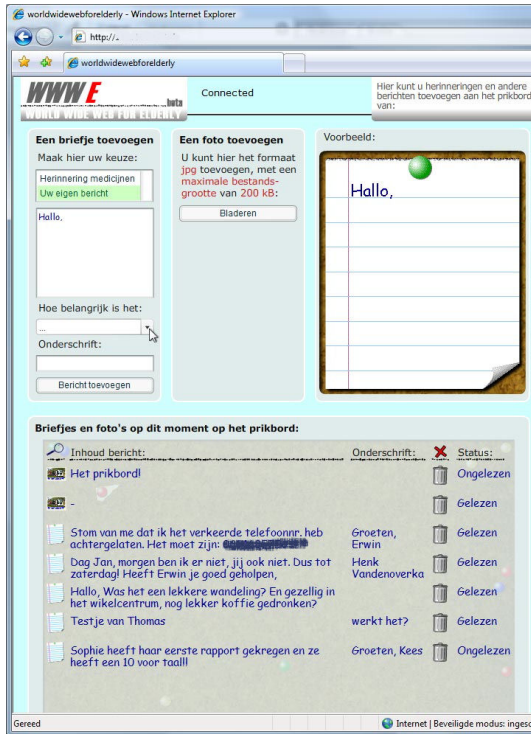 worldwidewebforelderly - Windows Internet Explorer
http://.
worldwidewebforelderly
WWW E
beta
WORLD WIDE WEB FOR ELDERLY
Connected
Hier kunt u herinneringen en andere
berichten toevoegen aan het prikbord
van:
Een briefje toevoegen
Maak hier uw keuze:
Herinnering medicijnen
Uw eigen bericht
Hallo,
Hoe belangrijk is het:
...
Onderschrift:
Bericht toevoegen
Een foto toevoegen
U kunt hier het formaat
jpg toevoegen, met een
maximale bestands-
grootte van 200 kB:
Bladeren
Voorbeeld:
Hallo,
Briefjes en foto's op dit moment op het prikbord:
Inhoud bericht: Onderschrift: Status:
Het prikbord! Ongelezen
- Gelezen
Stom van me dat ik het verkeerde telefoonnr. heb Groeten, Gelezen
achtergelaten. Het moet zijn: Erwin
Dag Jan, morgen ben ik er niet, jij ook niet. Dus tot Henk Gelezen
zaterdag! Heeft Erwin je goed geholpen, Vandenoverka
Hallo, Was het een lekkere wandeling? En gezellig in Gelezen
het wikelcentrum, nog lekker koffie gedronken?
Testje van Thomas werkt het? Gelezen
Sophie heeft haar eerste rapport gekregen en ze Groeten, Kees Ongelezen
heeft een 10 voor taal!!
Gereed
Internet | Beveiligde modus: ingesc